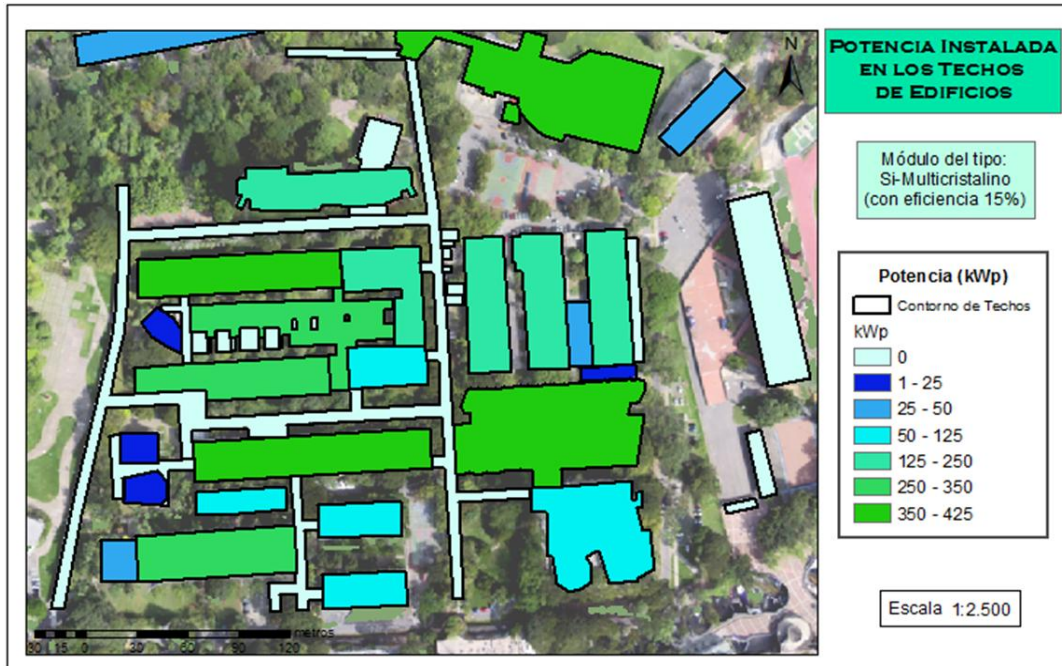 N
POTENCIA INSTALADA
EN LOS TECHOS
DE EDIFICIOS
Módulo del tipo:
Si-Multicristalino
(con eficiencia 15%)
Potencia (kWp)
Contorno de Techos
kWp
0
1 - 25
25 - 50
50 - 125
125 - 250
250 - 350
350 - 425
Escala 1:2.500
metros
30 15 0 30 60 90 120